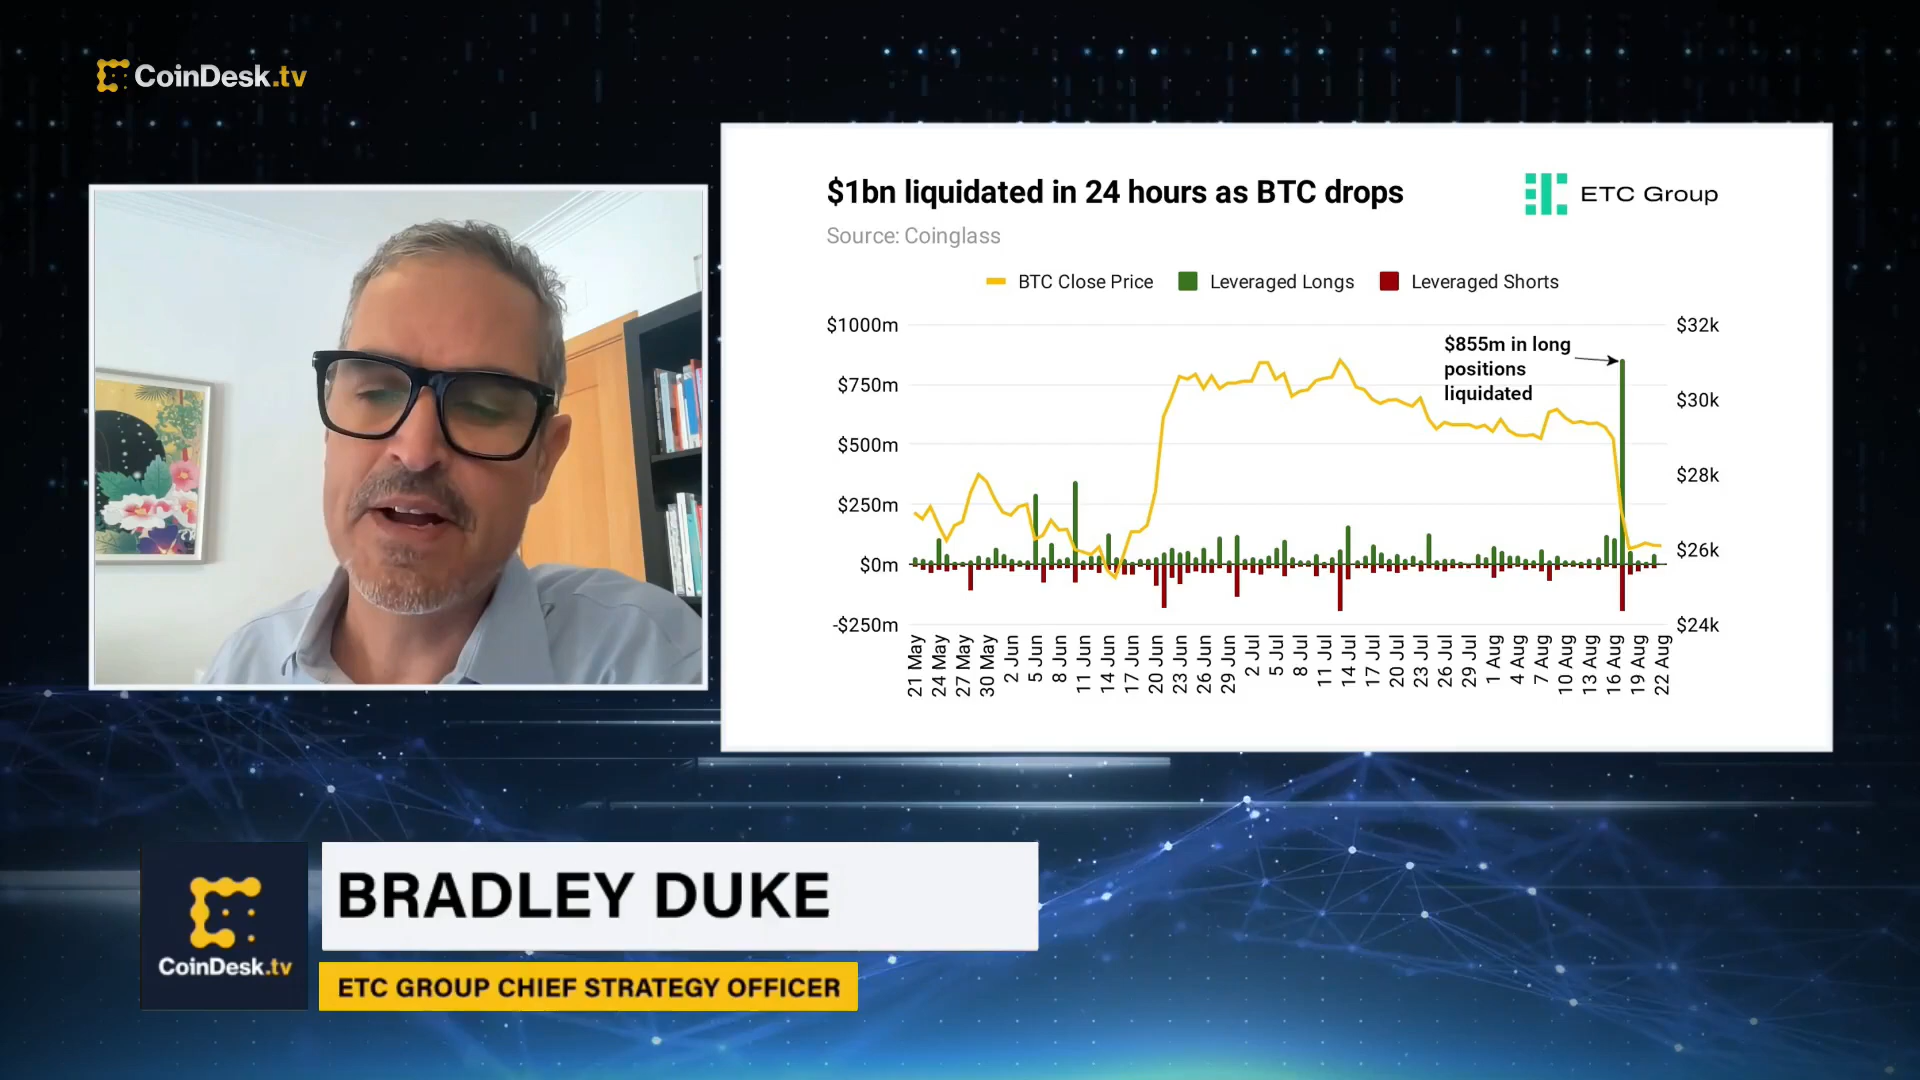 CoinDesk.tv
$1bn liquidated in 24 hours as BTC drops
ETC Group
Source: Coinglass
BTC Close Price Leveraged Longs Leveraged Shorts
$1000m
$750m
$500m
$250m
$0m
-$250m
$855m in long
positions
liquidated
$32k
$30k
$28k
$26k
$24k
21 May
24 May
27 May
30 May
2 Jun
5 Jun
8 Jun
11 Jun
14 Jun
17 Jun
20 Jun
23 Jun
26 Jun
29 Jun
2 Jul
5 Jul
8 Jul
11 Jul
14 Jul
17 Jul
20 Jul
23 Jul
26 Jul
29 Jul
1 Aug
4 Aug
7 Aug
10 Aug
13 Aug
16 Aug
19 Aug
22 Aug
BRADLEY DUKE
CoinDesk.tv
ETC GROUP CHIEF STRATEGY OFFICER